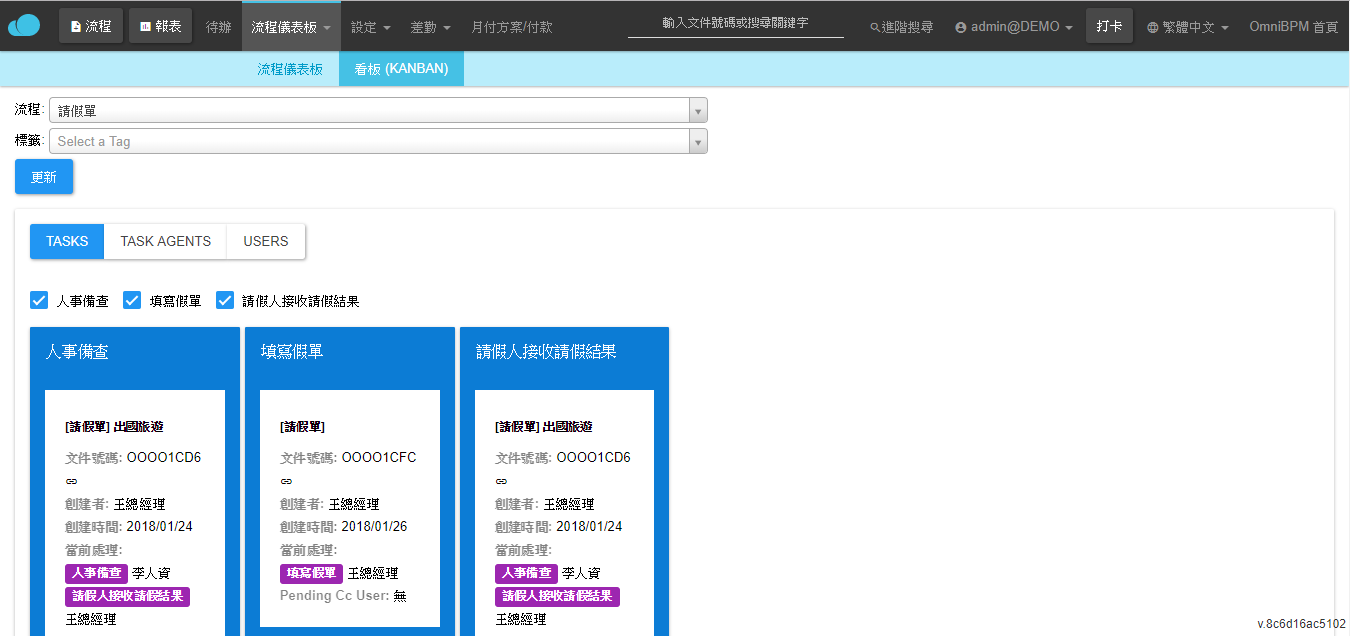 流程 報表 待辦 流程儀表板 設定 差勤 月付方案/付款 輸入文件號碼或搜尋關鍵字 進階搜尋 admin@DEMO 打卡 繁體中文 OmniBPM 首頁
流程儀表板 看板 (KANBAN)
流程: 請假單
標籤: Select a Tag
更新
TASKS TASK AGENTS USERS
人事備查 填寫假單 請假人接收請假結果
人事備查
[請假單] 出國旅遊
文件號碼: OOOO1CD6
創建者: 王總經理
創建時間: 2018/01/24
當前處理:
人事備查 李人資
請假人接收請假結果
王總經理
填寫假單
[請假單]
文件號碼: OOOO1CFC
創建者: 王總經理
創建時間: 2018/01/26
當前處理:
填寫假單 王總經理
Pending Cc User: 無
請假人接收請假結果
[請假單] 出國旅遊
文件號碼: OOOO1CD6
創建者: 王總經理
創建時間: 2018/01/24
當前處理:
人事備查 李人資
請假人接收請假結果
王總經理
v.8c6d16ac5102